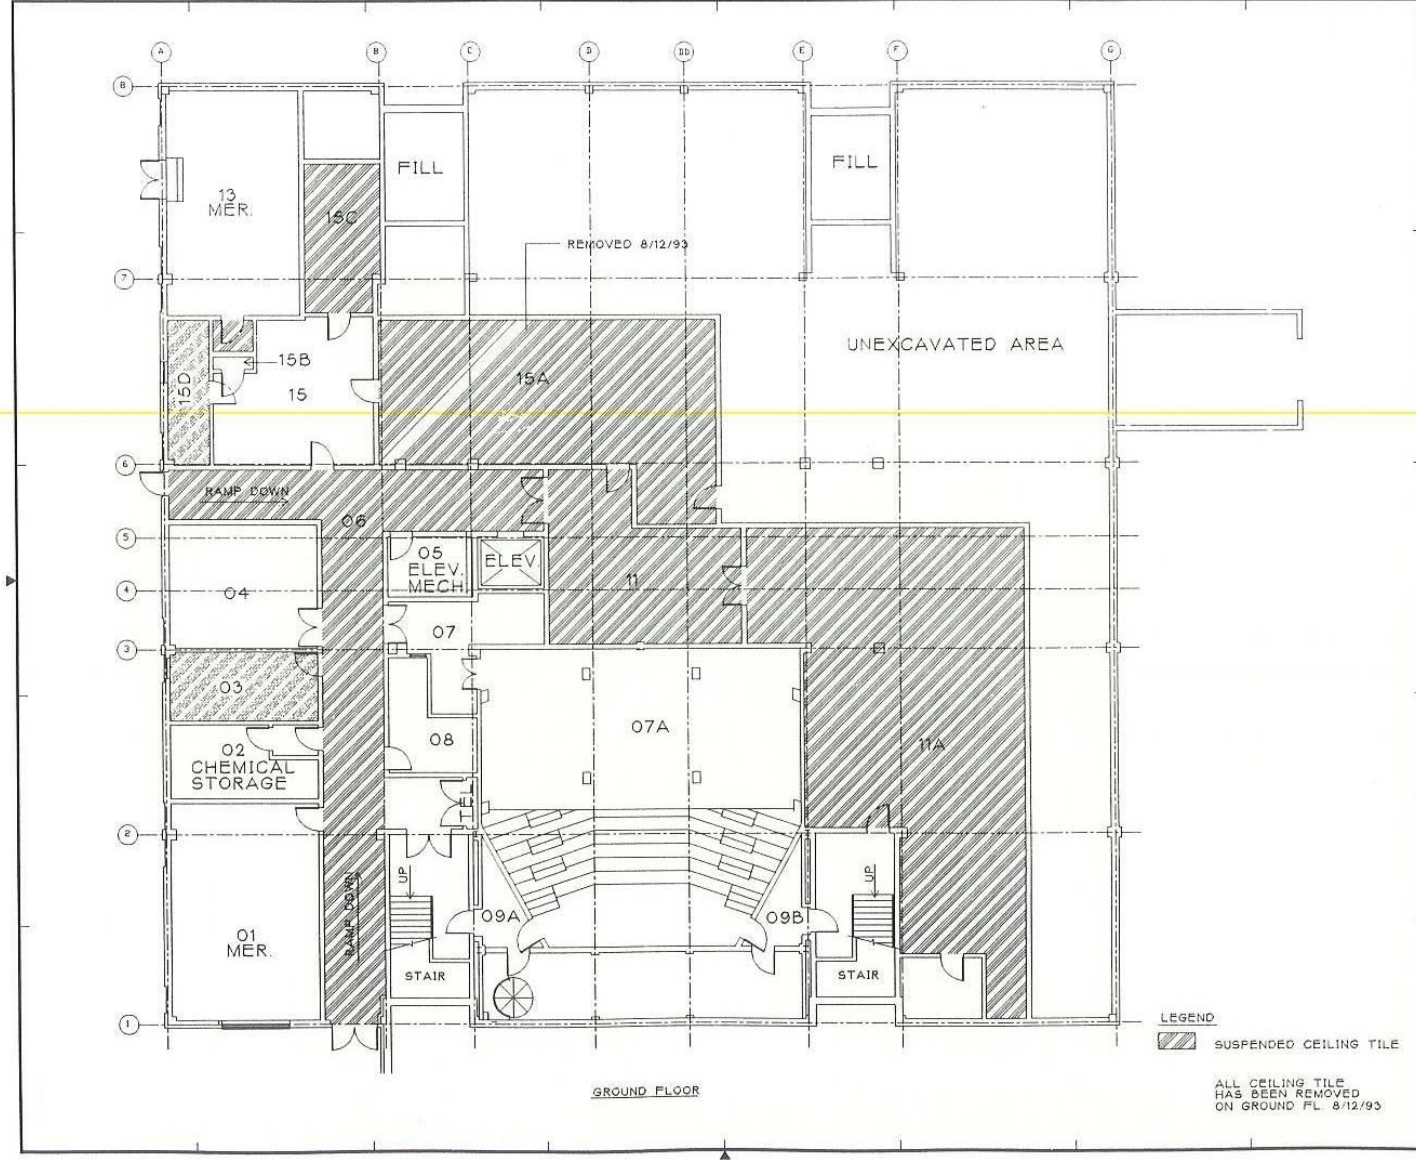 A B C D DD E F G
8
FILL
FILL
13
MER.
15C
REMOVED 8/12/93
7
UNEXCAVATED AREA
15B
15D
15
15A
6
RAMP DOWN
06
5
05
ELEV.
MECH.
ELEV.
11
4
04
07
3
03
07A
08
11A
02
CHEMICAL
STORAGE
TEL
2
UP
UP
RAMP DOWN
09A
09B
01
MER.
STAIR
STAIR
1
LEGEND
SUSPENDED CEILING TILE
GROUND FLOOR
ALL CEILING TILE
HAS BEEN REMOVED
ON GROUND FL. 8/12/93